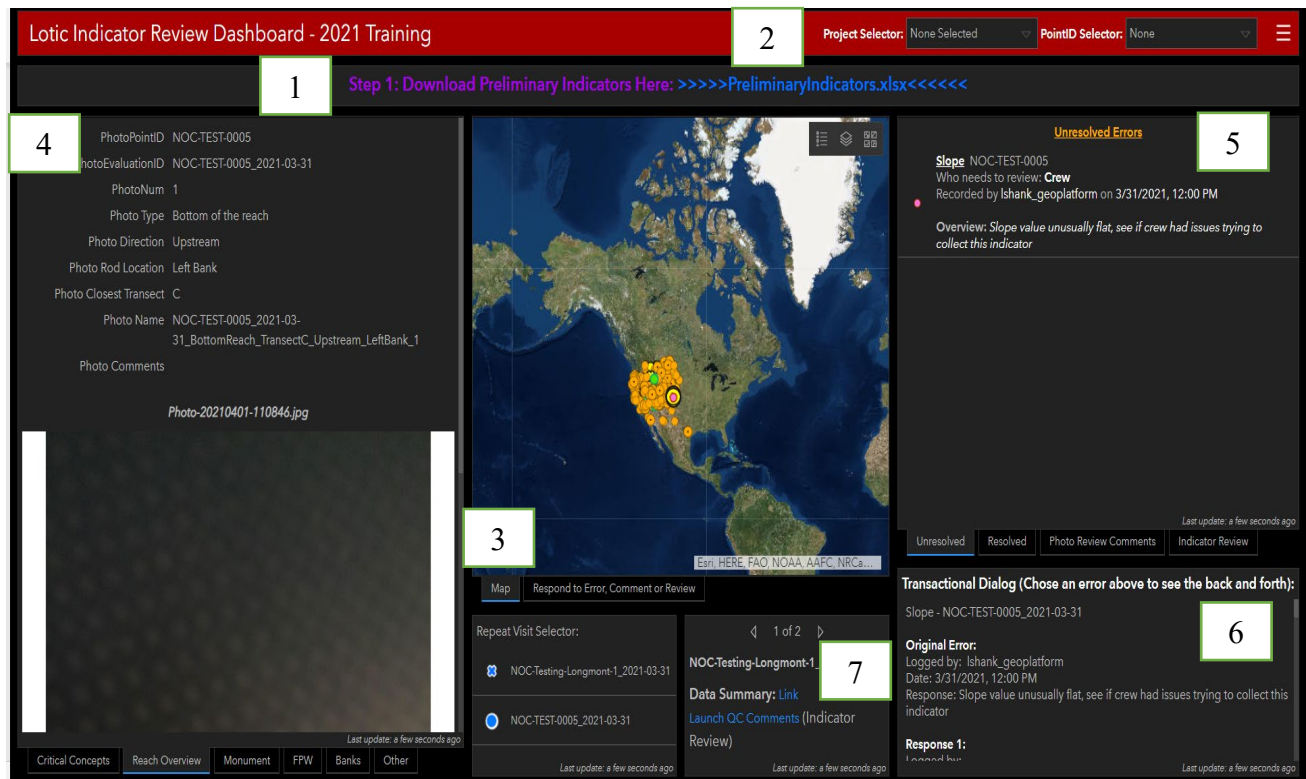 Lotic Indicator Review Dashboard - 2021 Training
2
Project Selector: None Selected
PointID Selector: None
1
Step 1: Download Preliminary Indicators Here: >>>>>PreliminaryIndicators.xlsx<<<<<<
4
PhotoPointID NOC-TEST-0005
hotoEvaluationID NOC-TEST-0005_2021-03-31
PhotoNum 1
Photo Type Bottom of the reach
Photo Direction Upstream
Photo Rod Location Left Bank
Photo Closest Transect C
Photo Name NOC-TEST-0005_2021-03-
31_BottomReach_TransectC_Upstream_LeftBank_1
Photo Comments
Photo-20210401-110846.jpg
Last update: a few seconds ago
Critical Concepts Reach Overview Monument FPW Banks Other
3
Esri, HERE, FAO, NOAA, AAFC, NRCa...
Map Respond to Error, Comment or Review
Repeat Visit Selector:
NOC-Testing-Longmont-1_2021-03-31
NOC-TEST-0005_2021-03-31
Last update: a few seconds ago
1 of 2
7
NOC-Testing-Longmont-1_
Data Summary: Link
Launch QC Comments (Indicator
Review)
Last update: a few seconds ago
Unresolved Errors
5
Slope NOC-TEST-0005
Who needs to review: Crew
Recorded by lshank_geoplatform on 3/31/2021, 12:00 PM
Overview: Slope value unusually flat, see if crew had issues trying to
collect this indicator
Last update: a few seconds ago
Unresolved Resolved Photo Review Comments Indicator Review
Transactional Dialog (Chose an error above to see the back and forth):
Slope - NOC-TEST-0005_2021-03-31
6
Original Error:
Logged by: lshank_geoplatform
Date: 3/31/2021, 12:00 PM
Response: Slope value unusually flat, see if crew had issues trying to collect this
indicator
Response 1:
Logged by:
Last update: a few seconds ago